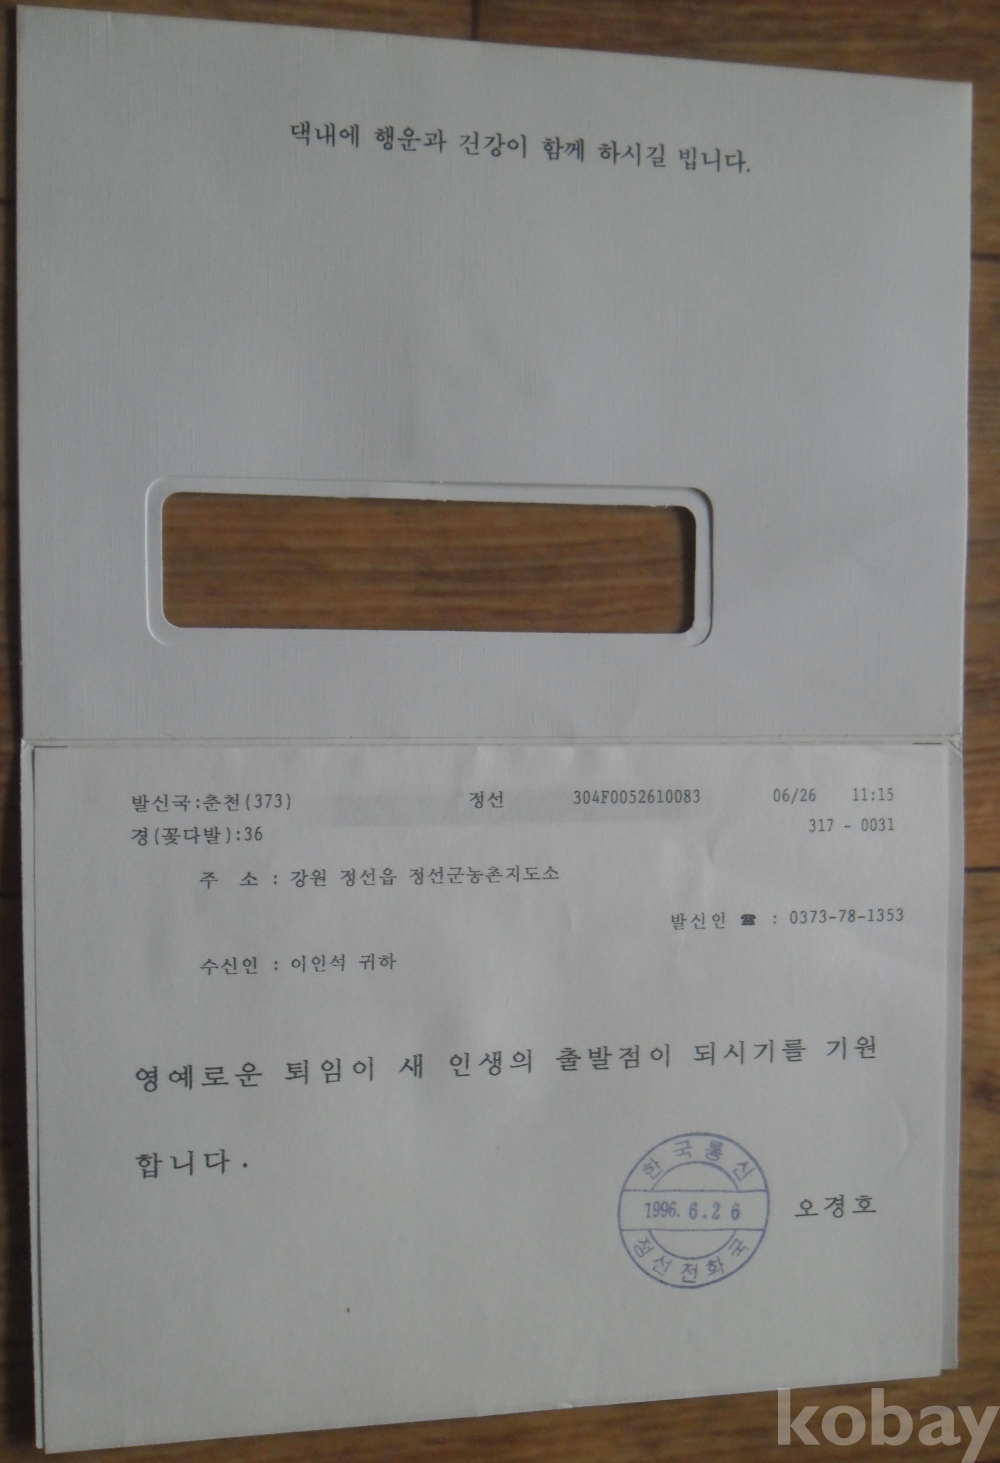 댁내에 행운과 건강이 함께 하시길 빕니다.
발신국:춘천(373) 정선 304F0052610083 06/26 11:15
경(꽃다발):36 317 - 0031
주 소 : 강원 정선읍 정선군농촌지도소
발신인 ☎ : 0373-78-1353
수신인 : 이인석 귀하
영예로운 퇴임이 새 인생의 출발점이 되시기를 기원
합니다.
한국통신
1996. 6.26
정선전화국
오경호
kobay